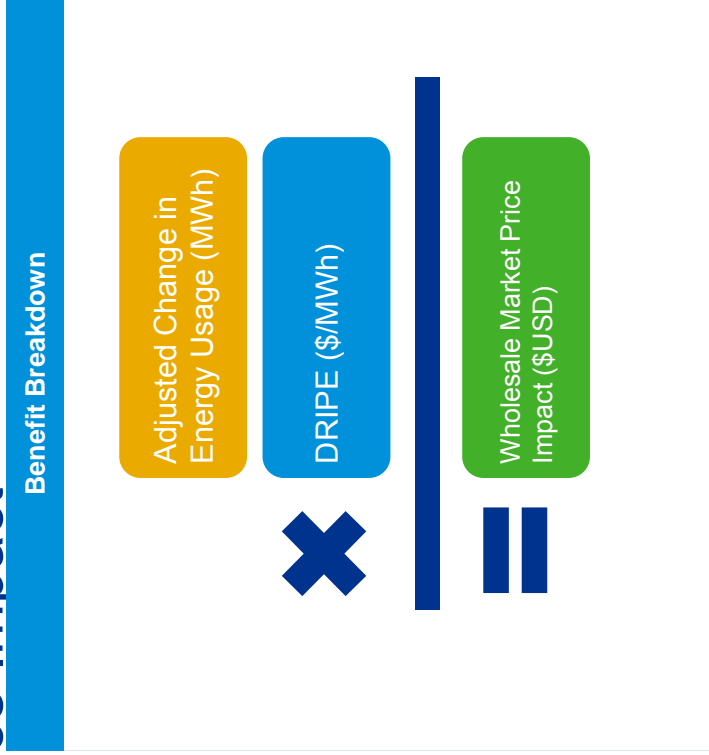 Benefit Breakdown
Adjusted Change in
Energy Usage (MWh)
DRIPE ($/MWh)
Wholesale Market Price
Impact ($USD)